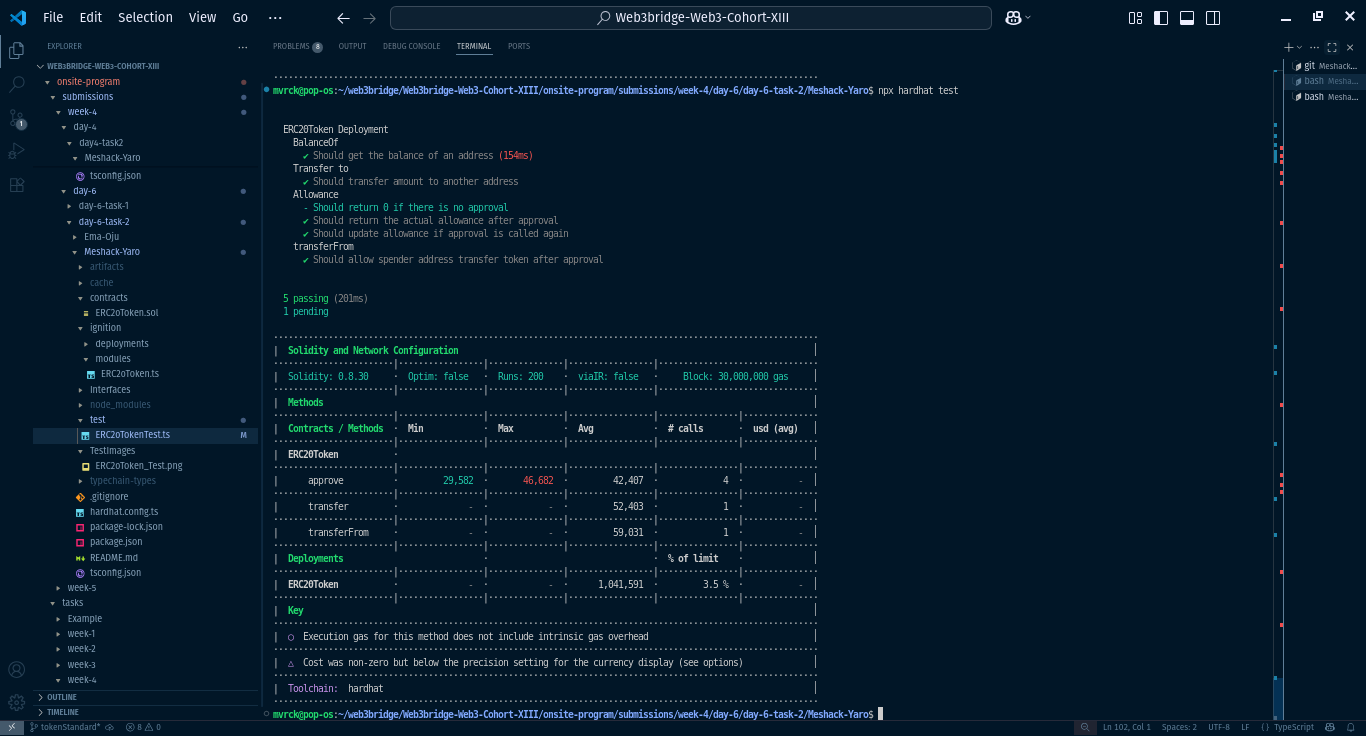 File Edit Selection View Go ···
Web3bridge-Web3-Cohort-XIII
EXPLORER ···
WEB3BRIDGE-WEB3-COHORT-XIII
onsite-program
submissions
week-4
day-4
day4-task2
Meshack-Yaro
tsconfig.json
day-6
day-6-task-1
day-6-task-2
Ema-Oju
Meshack-Yaro
artifacts
cache
contracts
ERC20Token.sol
ignition
deployments
modules
ERC20Token.ts
Interfaces
node_modules
test
ERC20TokenTest.ts M
TestImages
ERC20Token_Test.png
typechain-types
.gitignore
hardhat.config.ts
package-lock.json
package.json
README.md
tsconfig.json
week-5
tasks
Example
week-1
week-2
week-3
week-4
OUTLINE
TIMELINE
1
PROBLEMS 8 OUTPUT DEBUG CONSOLE TERMINAL PORTS
mvrck@pop-os:~/web3bridge/Web3bridge-Web3-Cohort-XIII/onsite-program/submissions/week-4/day-6/day-6-task-2/Meshack-Yaro$ npx hardhat test
ERC20Token Deployment
BalanceOf
✔ Should get the balance of an address (154ms)
Transfer to
✔ Should transfer amount to another address
Allowance
- Should return 0 if there is no approval
✔ Should return the actual allowance after approval
✔ Should update allowance if approval is called again
transferFrom
✔ Should allow spender address transfer token after approval
5 passing (201ms)
1 pending
| Solidity and Network Configuration |
| Solidity: 0.8.30 · Optim: false · Runs: 200 · viaIR: false · Block: 30,000,000 gas |
| Methods |
| Contracts / Methods · Min · Max · Avg · # calls · usd (avg) |
| ERC20Token · |
| approve · 29,582 · 46,682 · 42,407 · 4 · - |
| transfer · - · - · 52,403 · 1 · - |
| transferFrom · - · - · 59,031 · 1 · - |
| Deployments · · % of limit · |
| ERC20Token · - · - · 1,041,591 · 3.5 % · - |
| Key |
| ○ Execution gas for this method does not include intrinsic gas overhead |
| △ Cost was non-zero but below the precision setting for the currency display (see options) |
| Toolchain: hardhat |
mvrck@pop-os:~/web3bridge/Web3bridge-Web3-Cohort-XIII/onsite-program/submissions/week-4/day-6/day-6-task-2/Meshack-Yaro$
git Meshack...
bash Mesha...
bash Mesha...
tokenStandard* 8 0 Ln 102, Col 1 Spaces: 2 UTF-8 LF {} TypeScript